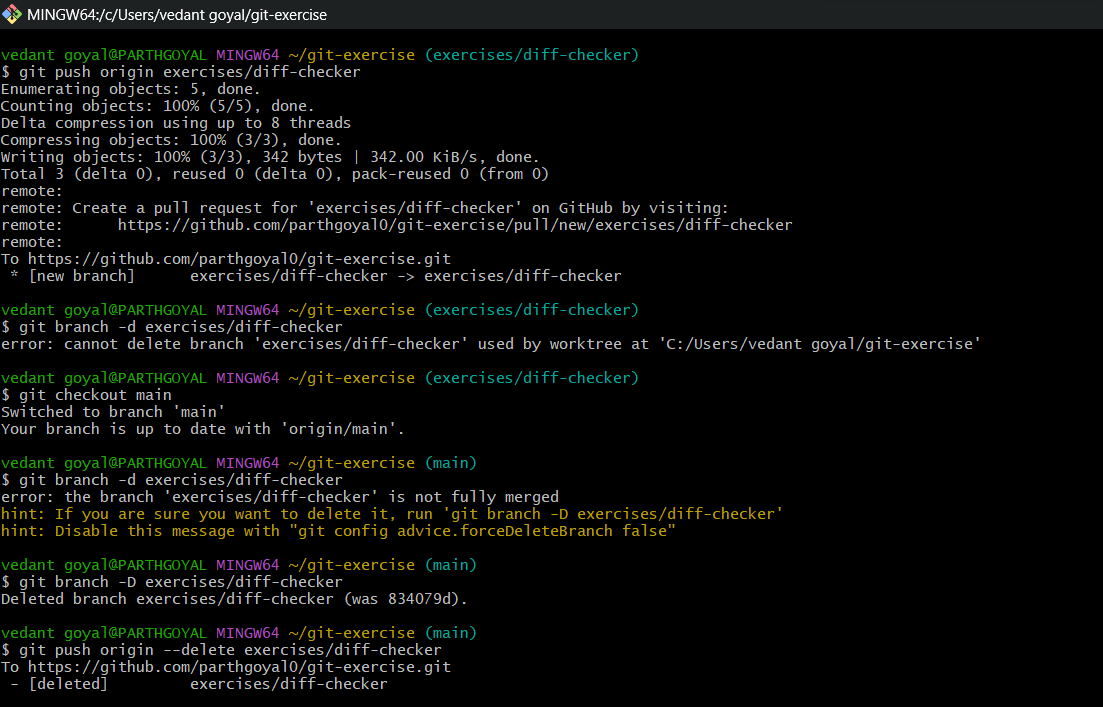 MINGW64:/c/Users/vedant goyal/git-exercise
vedant goyal@PARTHGOYAL MINGW64 ~/git-exercise (exercises/diff-checker)
$ git push origin exercises/diff-checker
Enumerating objects: 5, done.
Counting objects: 100% (5/5), done.
Delta compression using up to 8 threads
Compressing objects: 100% (3/3), done.
Writing objects: 100% (3/3), 342 bytes | 342.00 KiB/s, done.
Total 3 (delta 0), reused 0 (delta 0), pack-reused 0 (from 0)
remote:
remote: Create a pull request for 'exercises/diff-checker' on GitHub by visiting:
remote:      https://github.com/parthgoyal0/git-exercise/pull/new/exercises/diff-checker
remote:
To https://github.com/parthgoyal0/git-exercise.git
 * [new branch]      exercises/diff-checker -> exercises/diff-checker
vedant goyal@PARTHGOYAL MINGW64 ~/git-exercise (exercises/diff-checker)
$ git branch -d exercises/diff-checker
error: cannot delete branch 'exercises/diff-checker' used by worktree at 'C:/Users/vedant goyal/git-exercise'
vedant goyal@PARTHGOYAL MINGW64 ~/git-exercise (exercises/diff-checker)
$ git checkout main
Switched to branch 'main'
Your branch is up to date with 'origin/main'.
vedant goyal@PARTHGOYAL MINGW64 ~/git-exercise (main)
$ git branch -d exercises/diff-checker
error: the branch 'exercises/diff-checker' is not fully merged
hint: If you are sure you want to delete it, run 'git branch -D exercises/diff-checker'
hint: Disable this message with "git config advice.forceDeleteBranch false"
vedant goyal@PARTHGOYAL MINGW64 ~/git-exercise (main)
$ git branch -D exercises/diff-checker
Deleted branch exercises/diff-checker (was 834079d).
vedant goyal@PARTHGOYAL MINGW64 ~/git-exercise (main)
$ git push origin --delete exercises/diff-checker
To https://github.com/parthgoyal0/git-exercise.git
 - [deleted]         exercises/diff-checker